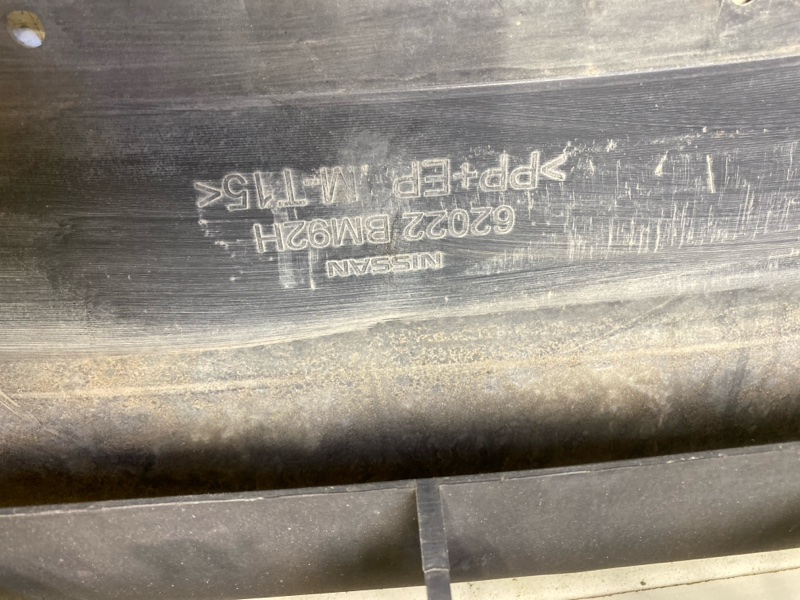 NISSAN
62022 BM92H
>PP+EP M-T15<